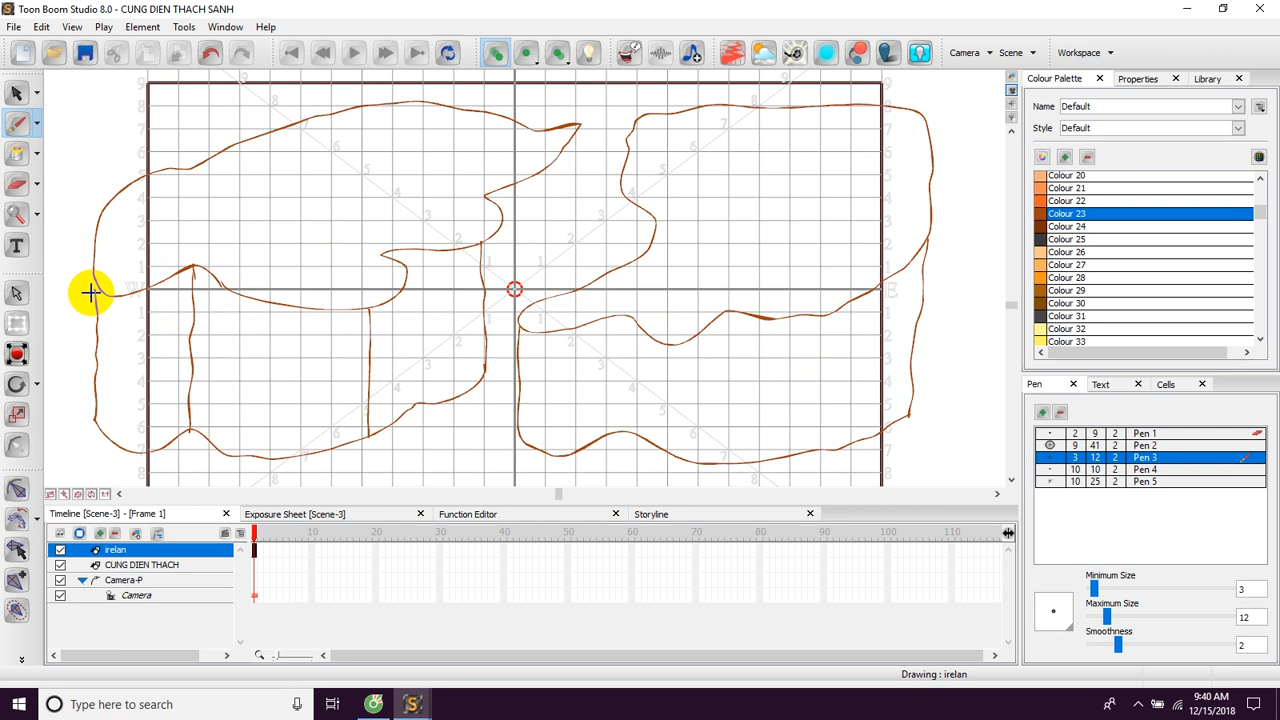 Toon Boom Studio 8.0 - CUNG DIEN THACH SANH
File Edit View Play Element Tools Window Help
Camera Scene Workspace
Colour Palette Properties Library
Name Default
Style Default
Colour 20
Colour 21
Colour 22
Colour 23
Colour 24
Colour 25
Colour 26
Colour 27
Colour 28
Colour 29
Colour 30
Colour 31
Colour 32
Colour 33
W E
Pen Text Cells
2 9 2 Pen 1
9 41 2 Pen 2
3 12 2 Pen 3
10 10 2 Pen 4
10 25 2 Pen 5
Minimum Size
3
Maximum Size
12
Smoothness
2
Timeline [Scene-3] - [Frame 1] Exposure Sheet [Scene-3] Function Editor Storyline
10 20 30 40 50 60 70 80 90 100 110
irelan
CUNG DIEN THACH
Camera-P
Camera
Drawing : irelan
Type here to search
9:40 AM
12/15/2018